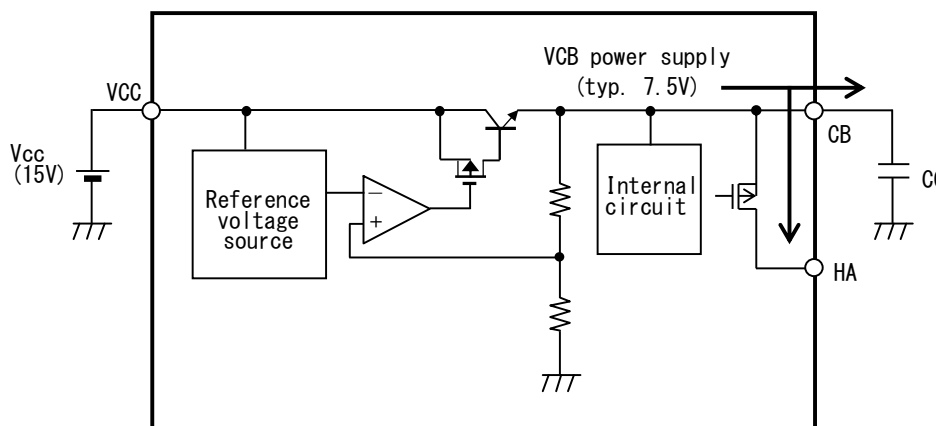 VCB power supply
(typ. 7.5V)
VCC
CB
Vcc
(15V)
Reference
voltage
source
−
+
Internal
circuit
HA